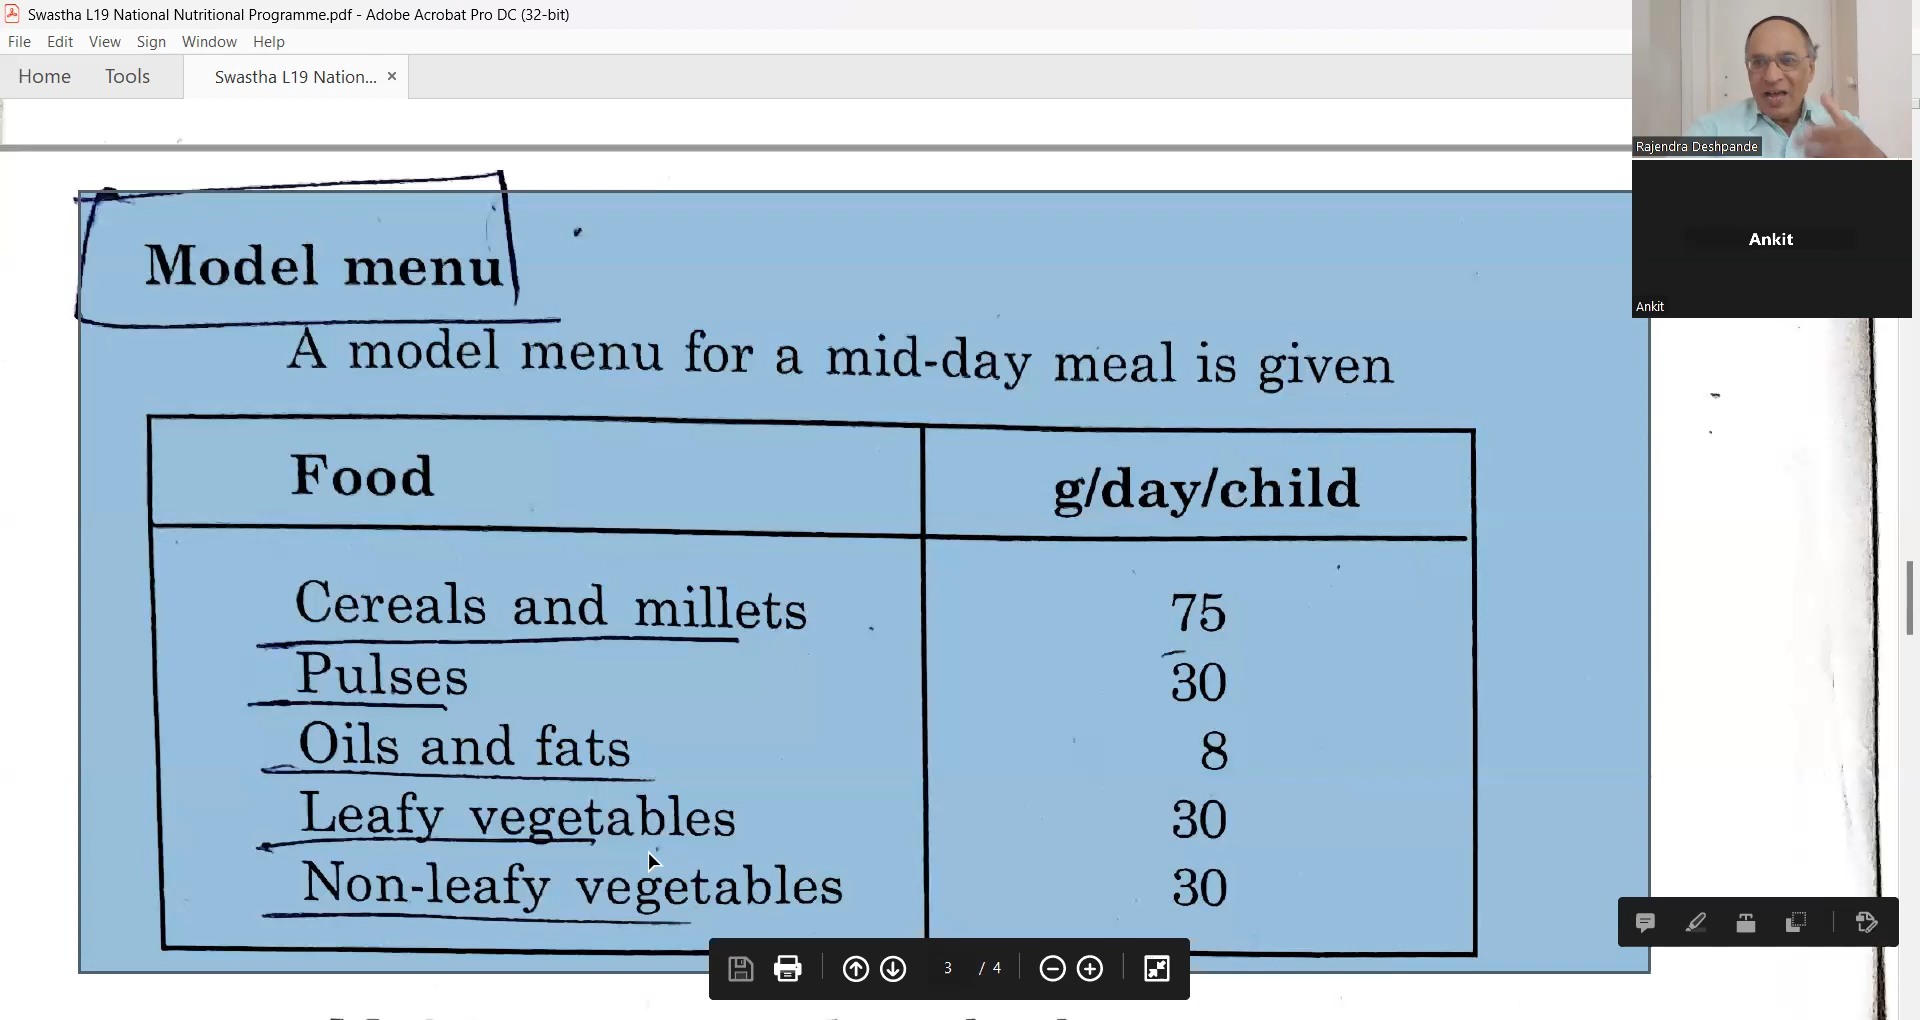 Swastha L19 National Nutritional Programme.pdf - Adobe Acrobat Pro DC (32-bit)
File Edit View Sign Window Help
Home Tools Swastha L19 Nation... ×
Rajendra Deshpande
Ankit
Ankit
Model menu
A model menu for a mid-day meal is given
Food g/day/child
Cereals and millets 75
Pulses 30
Oils and fats 8
Leafy vegetables 30
Non-leafy vegetables 30
3 / 4